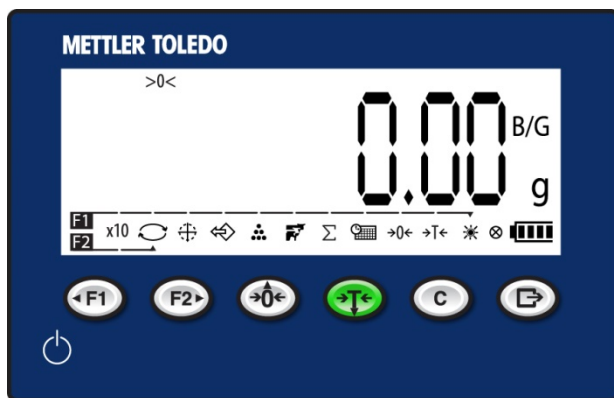 METTLER TOLEDO
>0<
0.00 B/G
g
F1
F2 x10 Σ →0← →T←
F1 F2 →0← →T← C